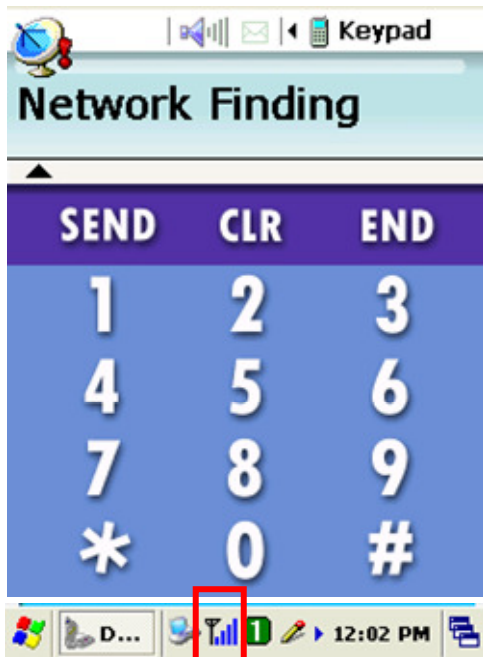 Keypad
Network Finding
SEND CLR END
1 2 3
4 5 6
7 8 9
* 0 #
D... 1 12:02 PM